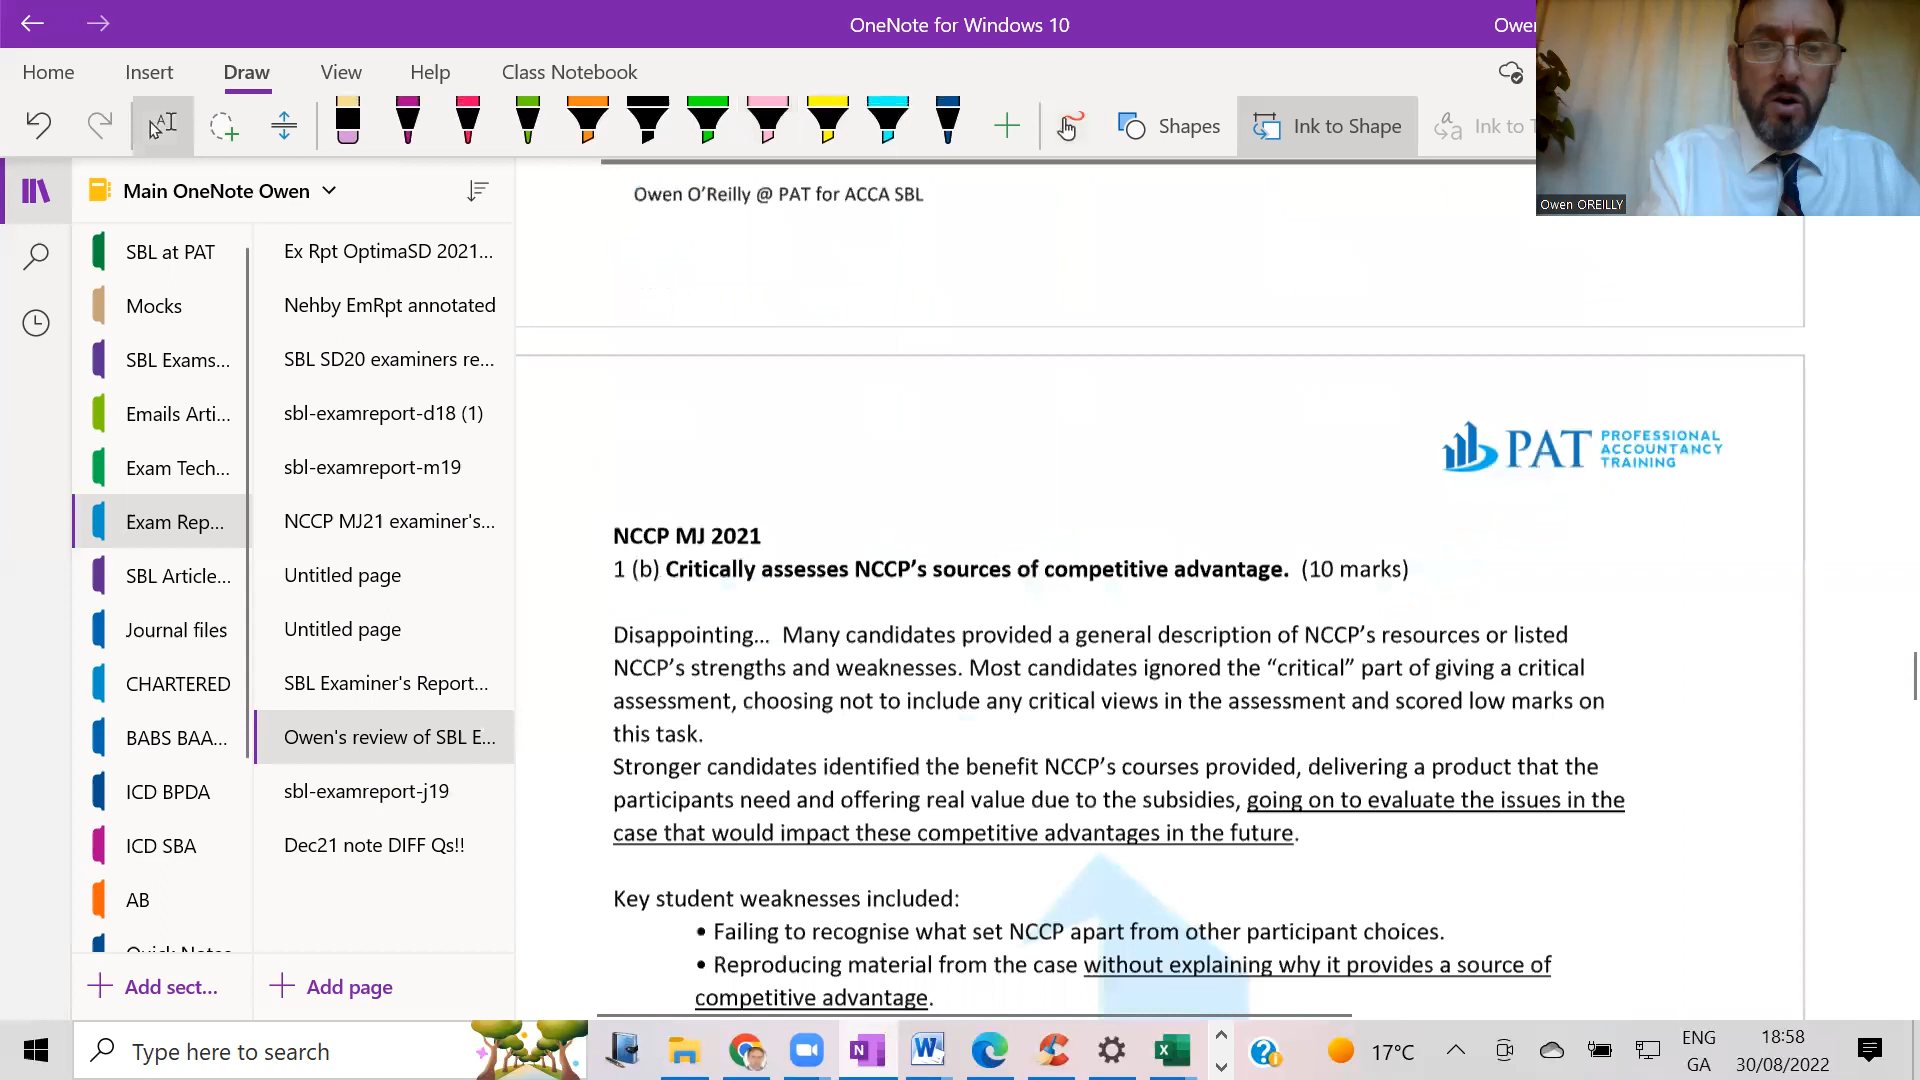 OneNote for Windows 10
Owen
Home
Insert
Draw
View
Help
Class Notebook
Shapes
Ink to Shape
Ink to T
Owen OREILLY
Main OneNote Owen
SBL at PAT
Mocks
SBL Exams...
Emails Arti...
Exam Tech...
Exam Rep...
SBL Article...
Journal files
CHARTERED
BABS BAA...
ICD BPDA
ICD SBA
AB
Quick Notes
Add sect...
Ex Rpt OptimaSD 2021...
Nehby EmRpt annotated
SBL SD20 examiners re...
sbl-examreport-d18 (1)
sbl-examreport-m19
NCCP MJ21 examiner's...
Untitled page
Untitled page
SBL Examiner's Report...
Owen's review of SBL E...
sbl-examreport-j19
Dec21 note DIFF Qs!!
Add page
Owen O'Reilly @ PAT for ACCA SBL
PAT PROFESSIONAL
ACCOUNTANCY
TRAINING
NCCP MJ 2021
1 (b) Critically assesses NCCP's sources of competitive advantage. (10 marks)
Disappointing... Many candidates provided a general description of NCCP's resources or listed
NCCP's strengths and weaknesses. Most candidates ignored the "critical" part of giving a critical
assessment, choosing not to include any critical views in the assessment and scored low marks on
this task.
Stronger candidates identified the benefit NCCP's courses provided, delivering a product that the
participants need and offering real value due to the subsidies, going on to evaluate the issues in the
case that would impact these competitive advantages in the future.
Key student weaknesses included:
• Failing to recognise what set NCCP apart from other participant choices.
• Reproducing material from the case without explaining why it provides a source of
competitive advantage.
Type here to search
17°C
ENG
GA
18:58
30/08/2022